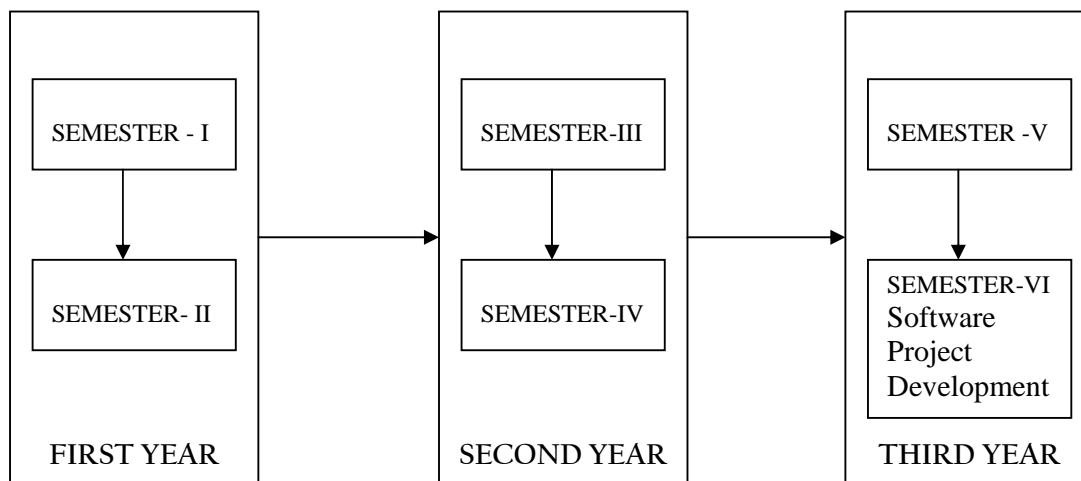 SEMESTER - I
SEMESTER- II
FIRST YEAR
SEMESTER-III
SEMESTER-IV
SECOND YEAR
SEMESTER -V
SEMESTER-VI
Software
Project
Development
THIRD YEAR